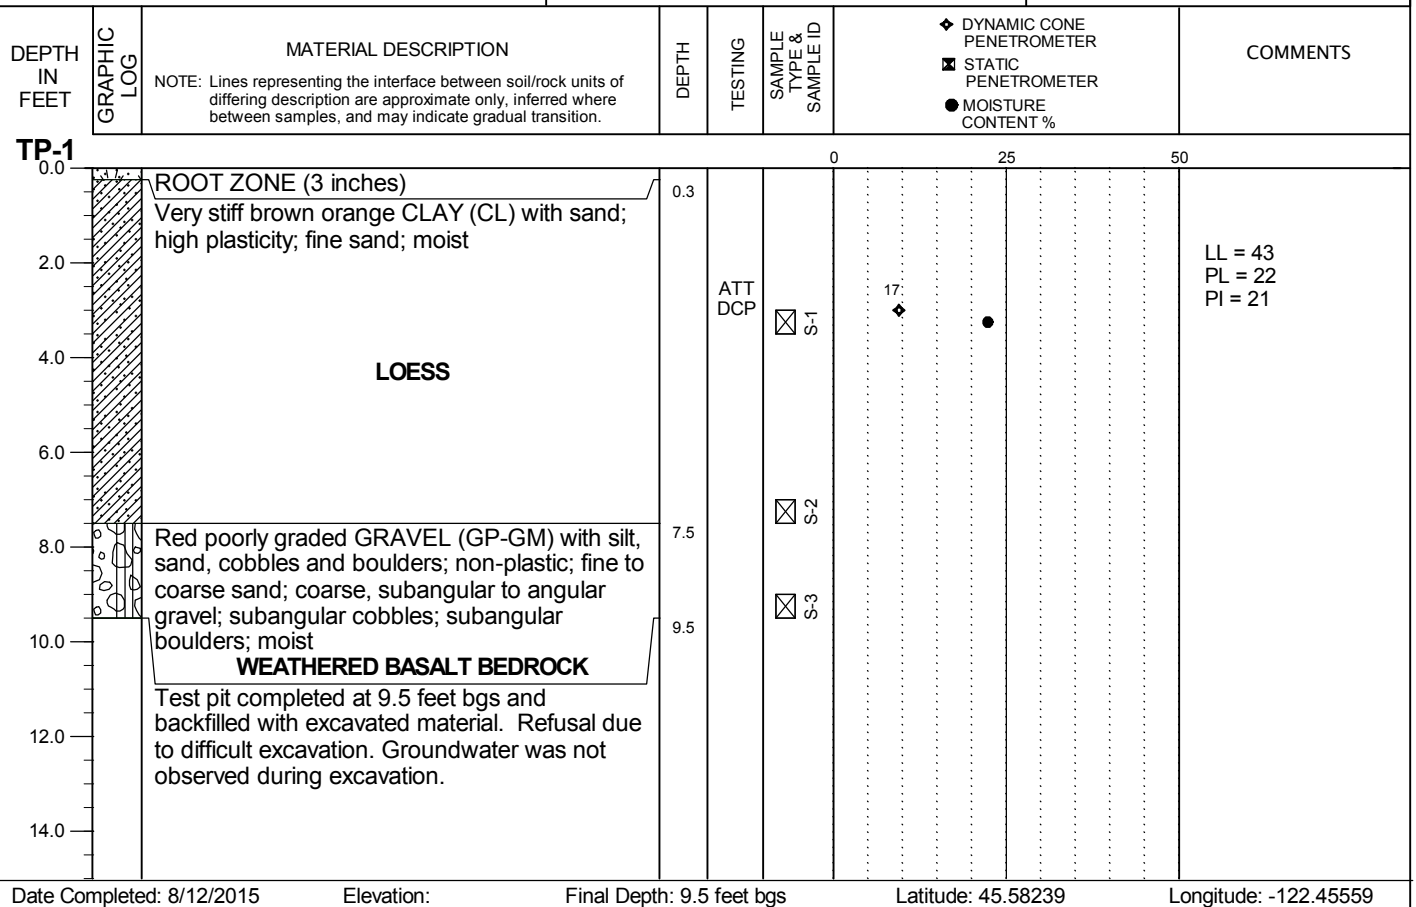 DEPTH
IN
FEET
GRAPHIC
LOG
MATERIAL DESCRIPTION
NOTE: Lines representing the interface between soil/rock units of
differing description are approximate only, inferred where
between samples, and may indicate gradual transition.
DEPTH
TESTING
SAMPLE
TYPE &
SAMPLE ID
DYNAMIC CONE
PENETROMETER
STATIC
PENETROMETER
MOISTURE
CONTENT %
COMMENTS
TP-1
0 25 50
0.0
ROOT ZONE (3 inches)
0.3
Very stiff brown orange CLAY (CL) with sand;
high plasticity; fine sand; moist
2.0
LL = 43
PL = 22
PI = 21
ATT
DCP
S-1
17
4.0
LOESS
6.0
S-2
7.5
8.0
Red poorly graded GRAVEL (GP-GM) with silt,
sand, cobbles and boulders; non-plastic; fine to
coarse sand; coarse, subangular to angular
gravel; subangular cobbles; subangular
boulders; moist
S-3
9.5
10.0
WEATHERED BASALT BEDROCK
Test pit completed at 9.5 feet bgs and
backfilled with excavated material. Refusal due
to difficult excavation. Groundwater was not
observed during excavation.
12.0
14.0
Date Completed: 8/12/2015 Elevation: Final Depth: 9.5 feet bgs Latitude: 45.58239 Longitude: -122.45559